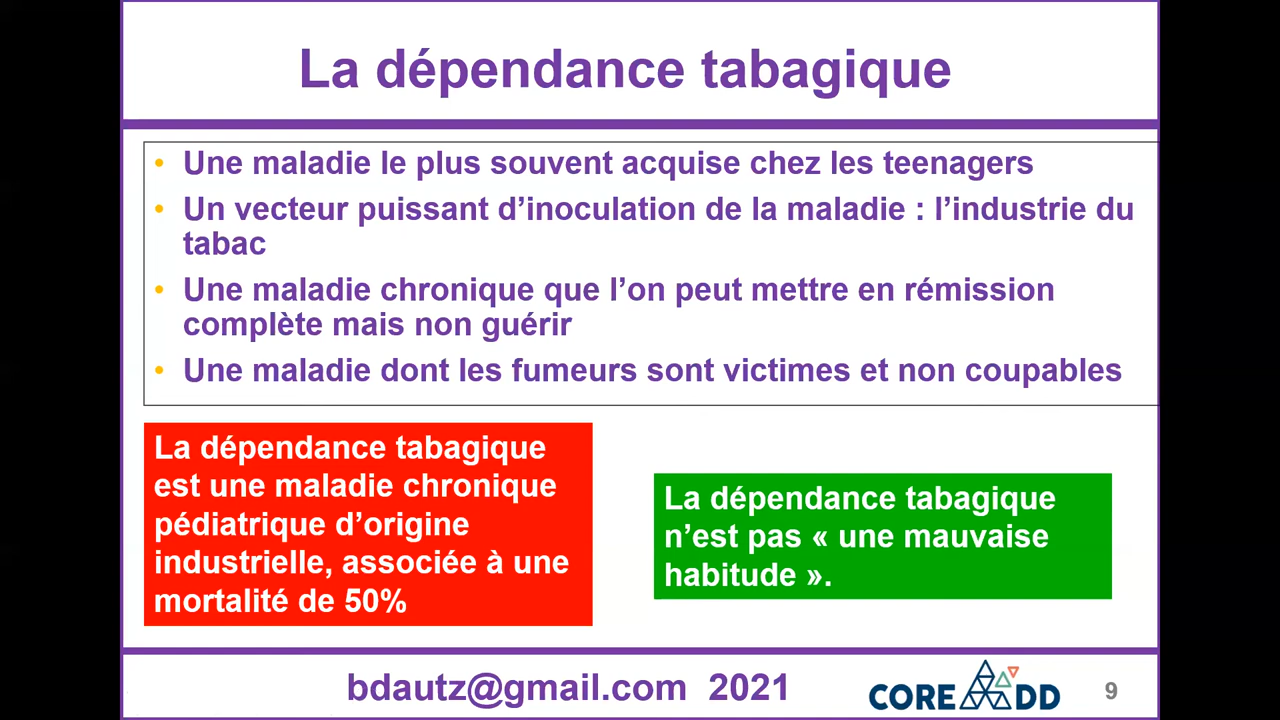 La dépendance tabagique
• Une maladie le plus souvent acquise chez les teenagers
• Un vecteur puissant d’inoculation de la maladie : l’industrie du
tabac
• Une maladie chronique que l’on peut mettre en rémission
complète mais non guérir
• Une maladie dont les fumeurs sont victimes et non coupables
La dépendance tabagique
est une maladie chronique
pédiatrique d’origine
industrielle, associée à une
mortalité de 50%
La dépendance tabagique
n’est pas « une mauvaise
habitude ».
bdautz@gmail.com 2021
COREADD
9